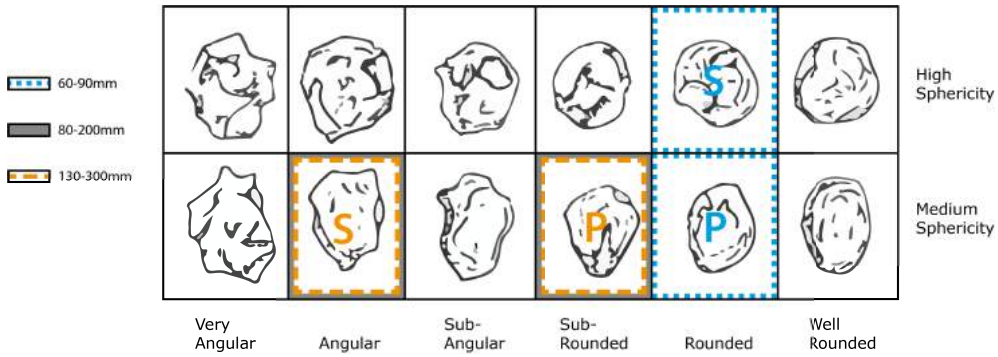 60-90mm
80-200mm
130-300mm
S
High
Sphericity
S
P
P
Medium
Sphericity
Very
Angular
Angular
Sub-
Angular
Sub-
Rounded
Rounded
Well
Rounded